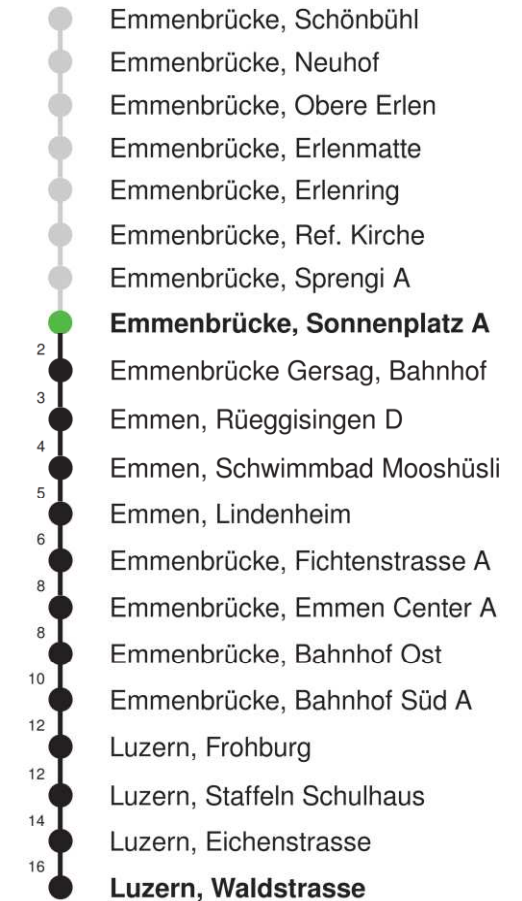 Emmenbrücke, Schönbühl
Emmenbrücke, Neuhof
Emmenbrücke, Obere Erlen
Emmenbrücke, Erlenmatte
Emmenbrücke, Erlenring
Emmenbrücke, Ref. Kirche
Emmenbrücke, Sprengi A
Emmenbrücke, Sonnenplatz A
2 Emmenbrücke Gersag, Bahnhof
3 Emmen, Rüeggisingen D
4 Emmen, Schwimmbad Mooshüsli
5 Emmen, Lindenheim
6 Emmenbrücke, Fichtenstrasse A
8 Emmenbrücke, Emmen Center A
8 Emmenbrücke, Bahnhof Ost
10 Emmenbrücke, Bahnhof Süd A
12 Luzern, Frohburg
12 Luzern, Staffeln Schulhaus
14 Luzern, Eichenstrasse
16 Luzern, Waldstrasse